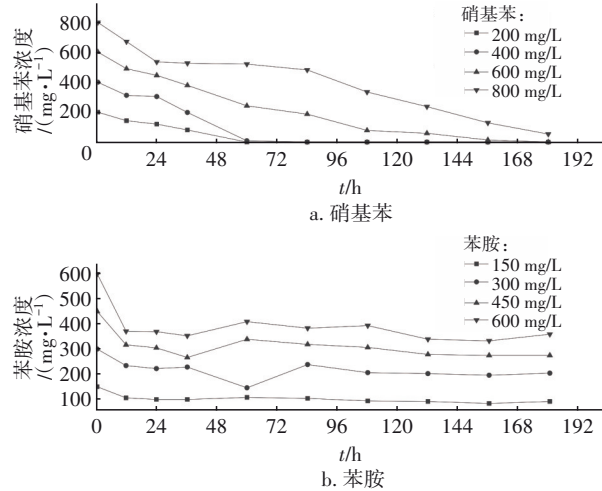 硝基苯浓度
/(mg•L⁻¹)
800
600
400
200
0
硝基苯：
200 mg/L
400 mg/L
600 mg/L
800 mg/L
24 48 72 96 120 144 168 192
t/h
a. 硝基苯
苯胺浓度
/(mg•L⁻¹)
600
500
400
300
200
100
苯胺：
150 mg/L
300 mg/L
450 mg/L
600 mg/L
0 24 48 72 96 120 144 168 192
t/h
b. 苯胺